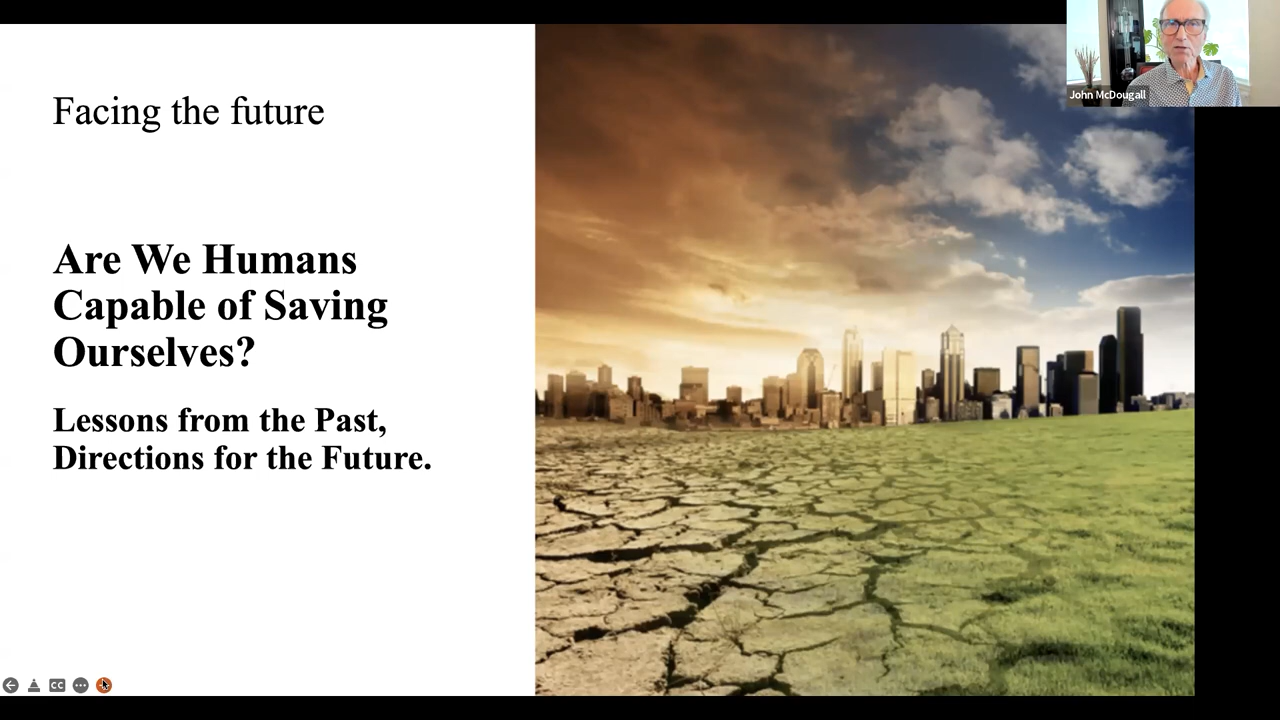 Facing the future
Are We Humans
Capable of Saving
Ourselves?
Lessons from the Past,
Directions for the Future.
John McDougall
CC